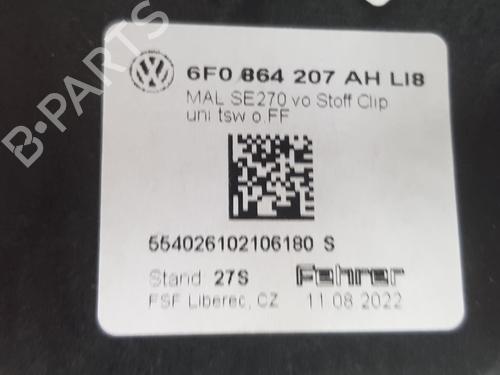 6F0 864 207 AH LI8
MAL SE270 vo Stoff Clip
uni tsw o.FF
554026102106180 S
Stand 27S
Fehrer
FSF Liberec, CZ
11.08.2022
B-PARTS